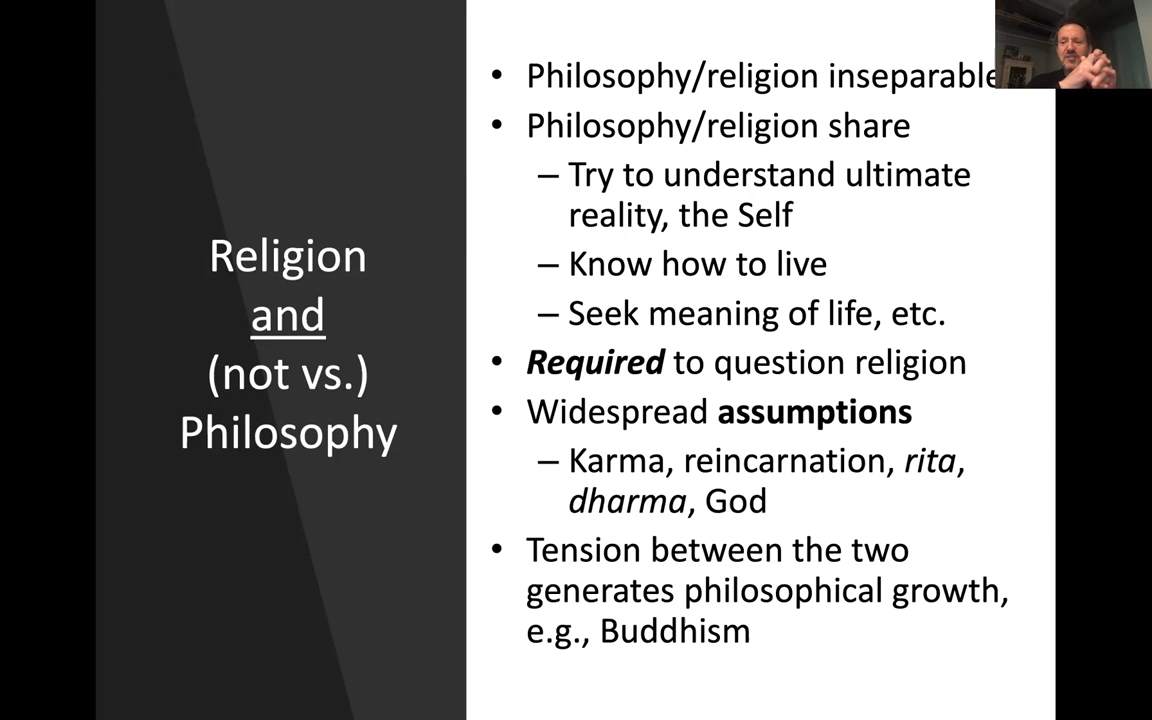 Religion
and
(not vs.)
Philosophy
• Philosophy/religion inseparable
• Philosophy/religion share
– Try to understand ultimate
reality, the Self
– Know how to live
– Seek meaning of life, etc.
• Required to question religion
• Widespread assumptions
– Karma, reincarnation, rita,
dharma, God
• Tension between the two
generates philosophical growth,
e.g., Buddhism